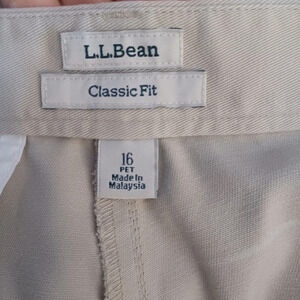 L.L.Bean
Classic Fit
16
PET
Made In
Malaysia